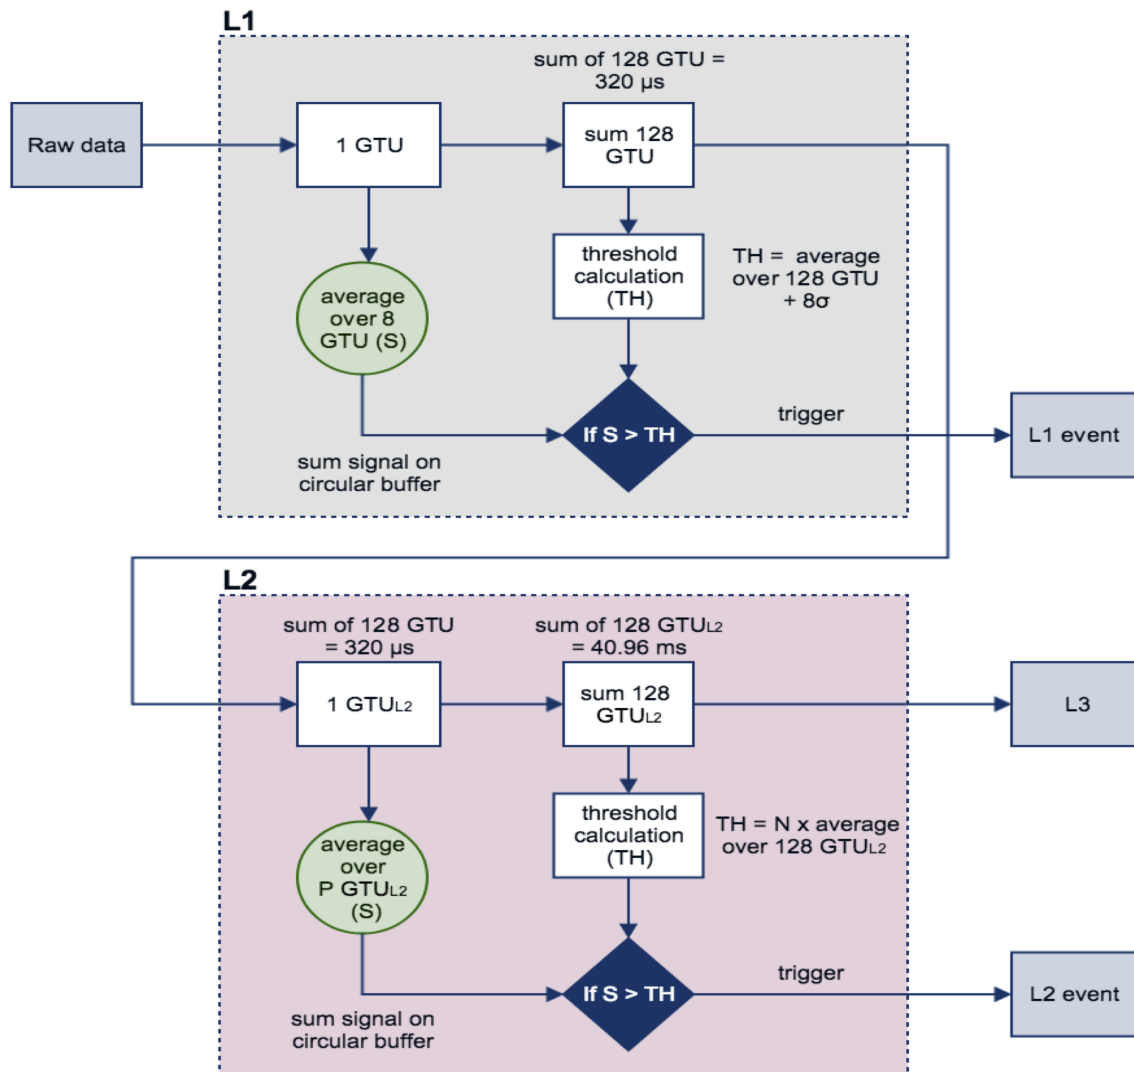 L1
sum of 128 GTU =
320 µs
Raw data
1 GTU
sum 128
GTU
threshold
calculation
(TH)
TH = average
over 128 GTU
+ 8σ
average
over 8
GTU (S)
If S > TH
trigger
L1 event
sum signal on
circular buffer
L2
sum of 128 GTU
= 320 µs
sum of 128 GTUL2
= 40.96 ms
1 GTUL2
sum 128
GTUL2
L3
threshold
calculation
(TH)
TH = N x average
over 128 GTUL2
average
over
P GTUL2
(S)
If S > TH
trigger
L2 event
sum signal on
circular buffer